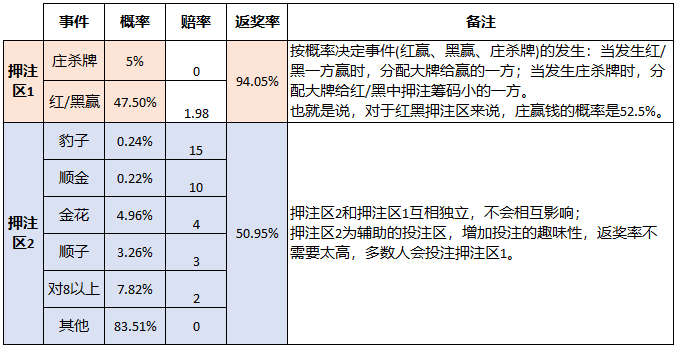 事件 概率 赔率 返奖率 备注
押注区1
庄杀牌 5% 0
红/黑赢 47.50% 1.98
94.05%
按概率决定事件(红赢、黑赢、庄杀牌)的发生：当发生红/
黑一方赢时，分配大牌给赢的一方；当发生庄杀牌时，分
配大牌给红/黑中押注筹码小的一方。
也就是说，对于红黑押注区来说，庄赢钱的概率是52.5%。
押注区2
豹子 0.24% 15
顺金 0.22% 10
金花 4.96% 4
顺子 3.26% 3
对8以上 7.82% 2
其他 83.51% 0
50.95%
押注区2和押注区1互相独立，不会相互影响；
押注区2为辅助的投注区，增加投注的趣味性，返奖率不
需要太高，多数人会投注押注区1。